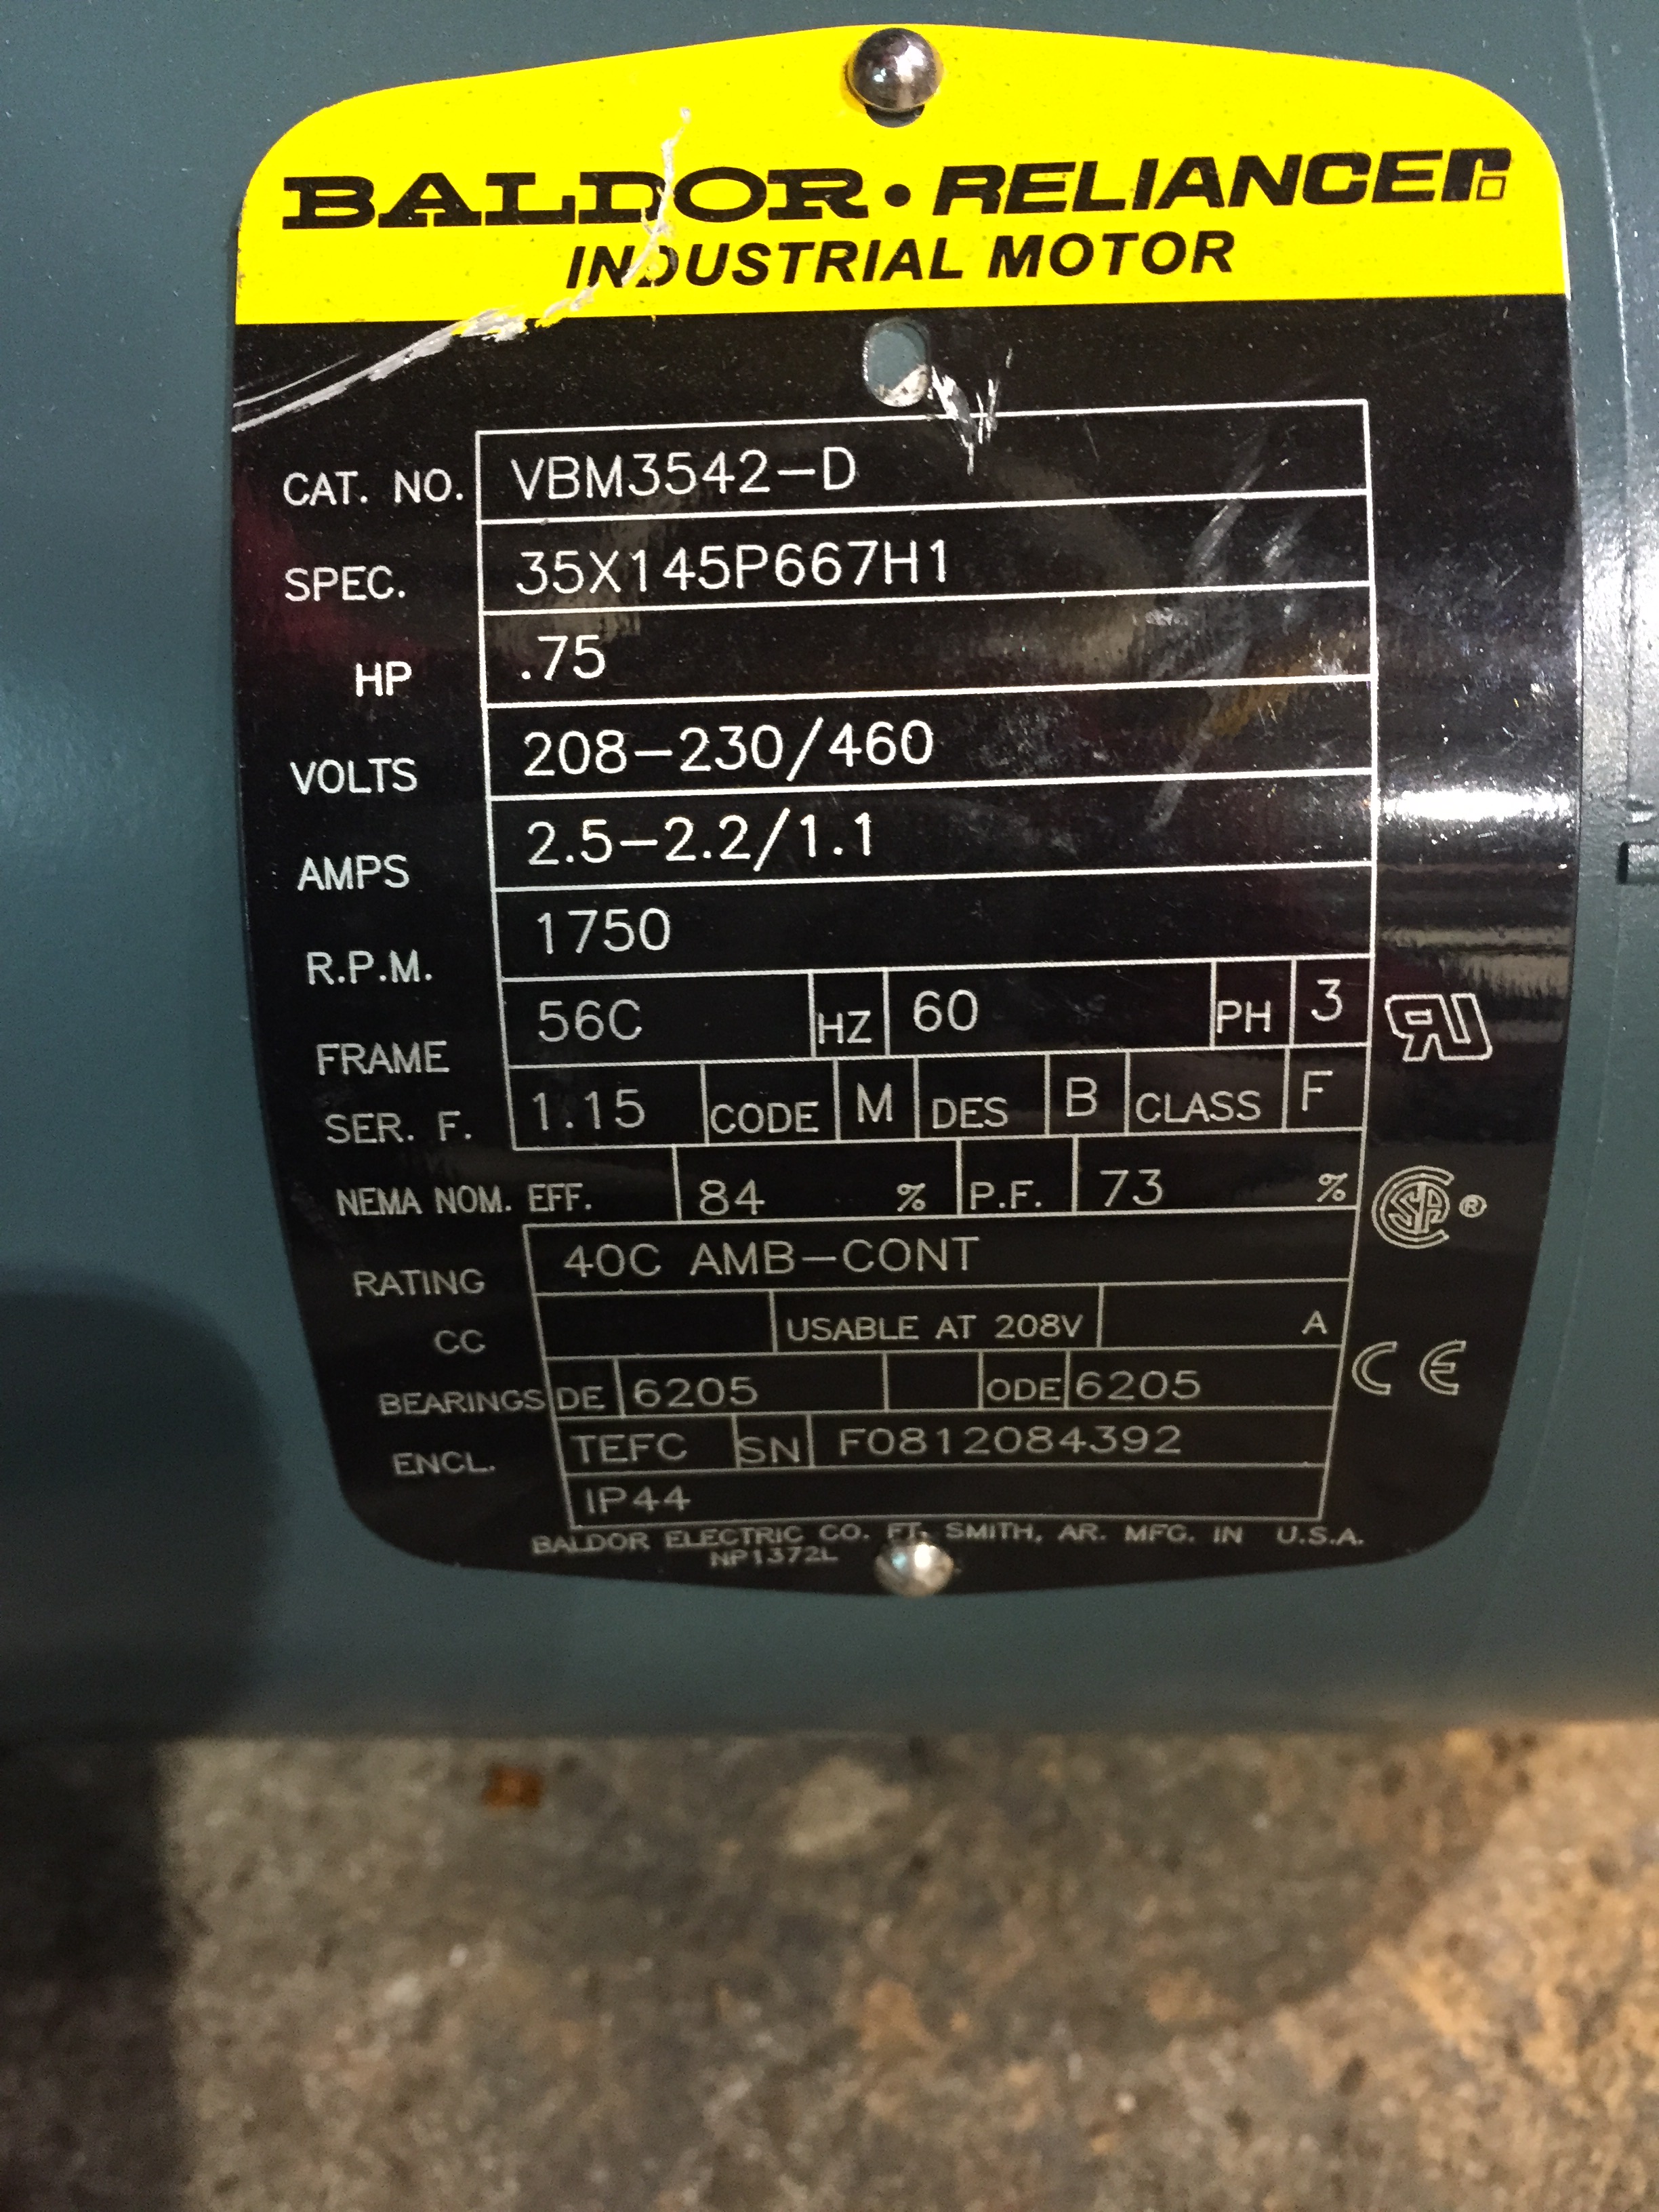 BALDOR • RELIANCE
INDUSTRIAL MOTOR
CAT. NO. VBM3542-D
SPEC. 35X145P667H1
HP .75
VOLTS 208-230/460
AMPS 2.5-2.2/1.1
R.P.M. 1750
FRAME 56C HZ 60 PH 3
SER. F. 1.15 CODE M DES B CLASS F
NEMA NOM. EFF. 84 % P.F. 73 %
RATING 40C AMB-CONT
CC USABLE AT 208V A
BEARINGS DE 6205 ODE 6205
ENCL. TEFC SN F0812084392
IP44
BALDOR ELECTRIC CO. FT. SMITH, AR. MFG. IN U.S.A.
NP1372L
RU
SA ®
CE